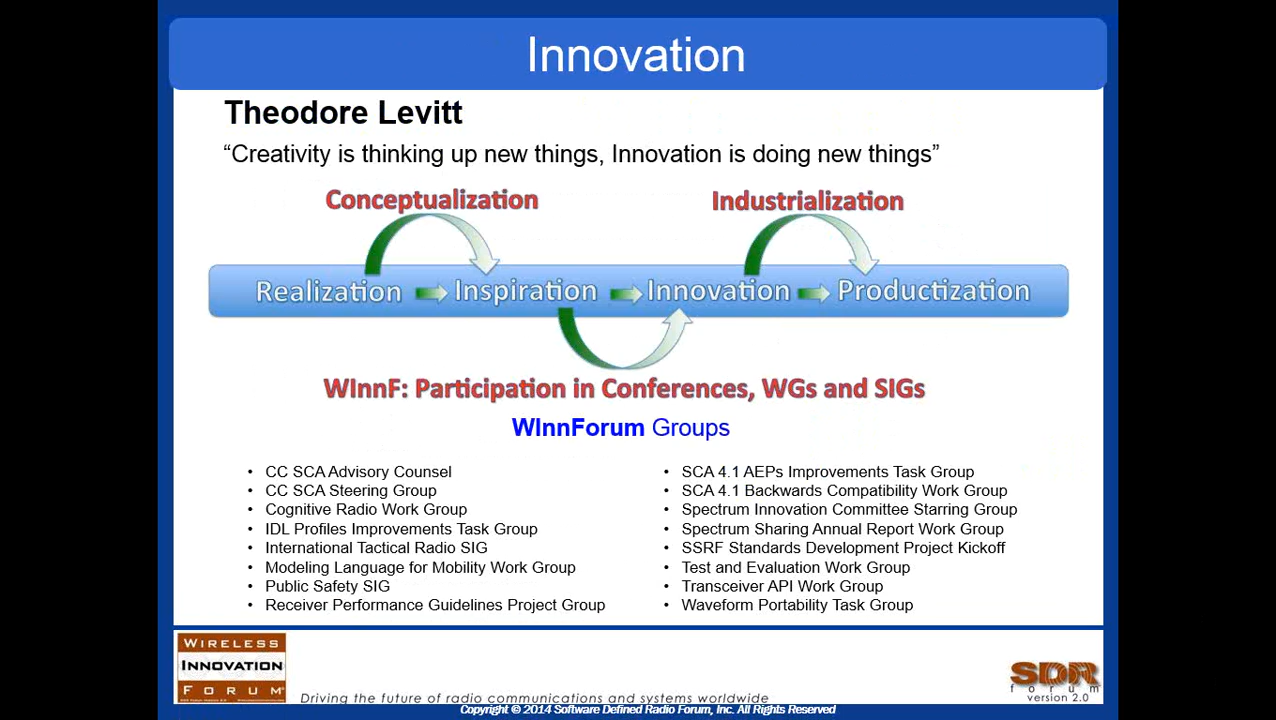 Innovation
Theodore Levitt
“Creativity is thinking up new things, Innovation is doing new things”
Conceptualization
Industrialization
Realization Inspiration Innovation Productization
WInnF: Participation in Conferences, WGs and SIGs
WInnForum Groups
• CC SCA Advisory Counsel
• CC SCA Steering Group
• Cognitive Radio Work Group
• IDL Profiles Improvements Task Group
• International Tactical Radio SIG
• Modeling Language for Mobility Work Group
• Public Safety SIG
• Receiver Performance Guidelines Project Group
• SCA 4.1 AEPs Improvements Task Group
• SCA 4.1 Backwards Compatibility Work Group
• Spectrum Innovation Committee Starring Group
• Spectrum Sharing Annual Report Work Group
• SSRF Standards Development Project Kickoff
• Test and Evaluation Work Group
• Transceiver API Work Group
• Waveform Portability Task Group
WIRELESS
INNOVATION
FORUM
Driving the future of radio communications and systems worldwide
SDR
forum
version 2.0
Copyright © 2014 Software Defined Radio Forum, Inc. All Rights Reserved